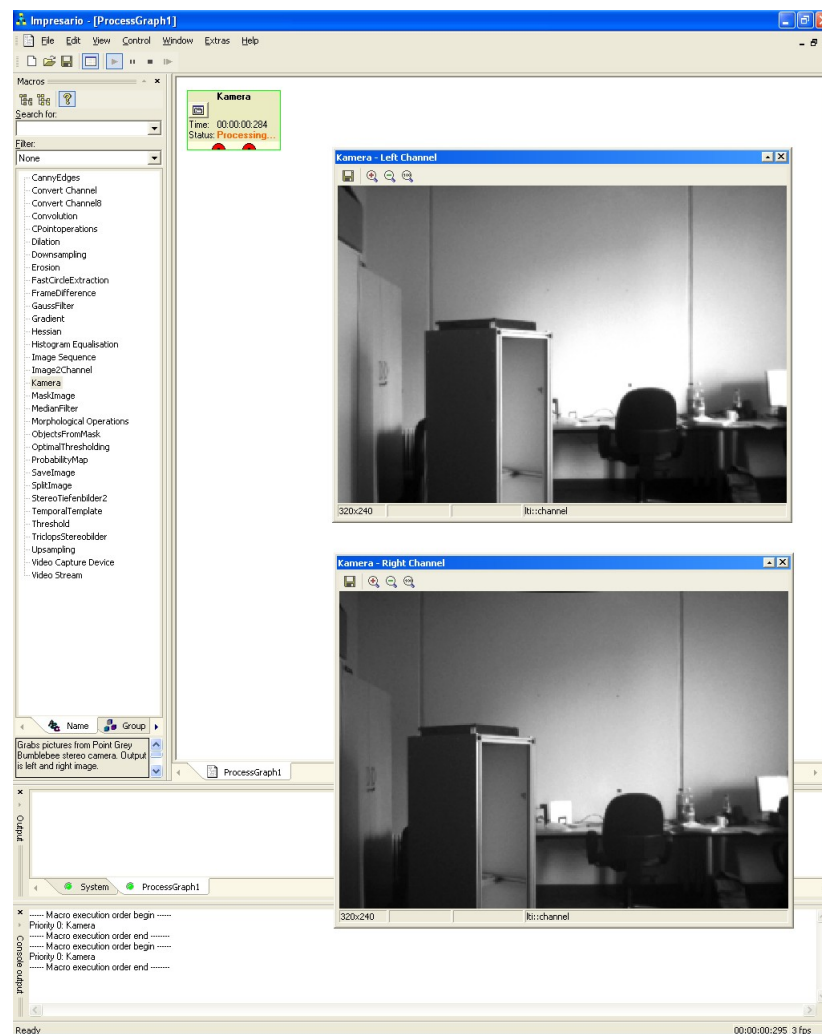 Impresario - [ProcessGraph1]
File Edit View Control Window Extras Help
Macros
Search for:
Filter:
None
CannyEdges
Convert Channel
Convert Channel8
Convolution
CPointoperations
Dilation
Downsampling
Erosion
FastCircleExtraction
FrameDifference
GaussFilter
Gradient
Hessian
Histogram Equalisation
Image Sequence
Image2Channel
Kamera
MaskImage
MedianFilter
Morphological Operations
ObjectsFromMask
OptimalThresholding
ProbabilityMap
SaveImage
SplitImage
StereoTiefenbilder2
TemporalTemplate
Threshold
TriclopsStereobilder
Upsampling
Video Capture Device
Video Stream
Name Group
Grabs pictures from Point Grey
Bumblebee stereo camera. Output
is left and right image.
Kamera
Time: 00:00:00:284
Status: Processing...
Kamera - Left Channel
320x240 lti::channel
Kamera - Right Channel
320x240 lti::channel
ProcessGraph1
Output
System ProcessGraph1
Console output
------ Macro execution order begin ------
Priority 0: Kamera
------ Macro execution order end --------
------ Macro execution order begin ------
Priority 0: Kamera
------ Macro execution order end --------
Ready 00:00:00:295 3 fps